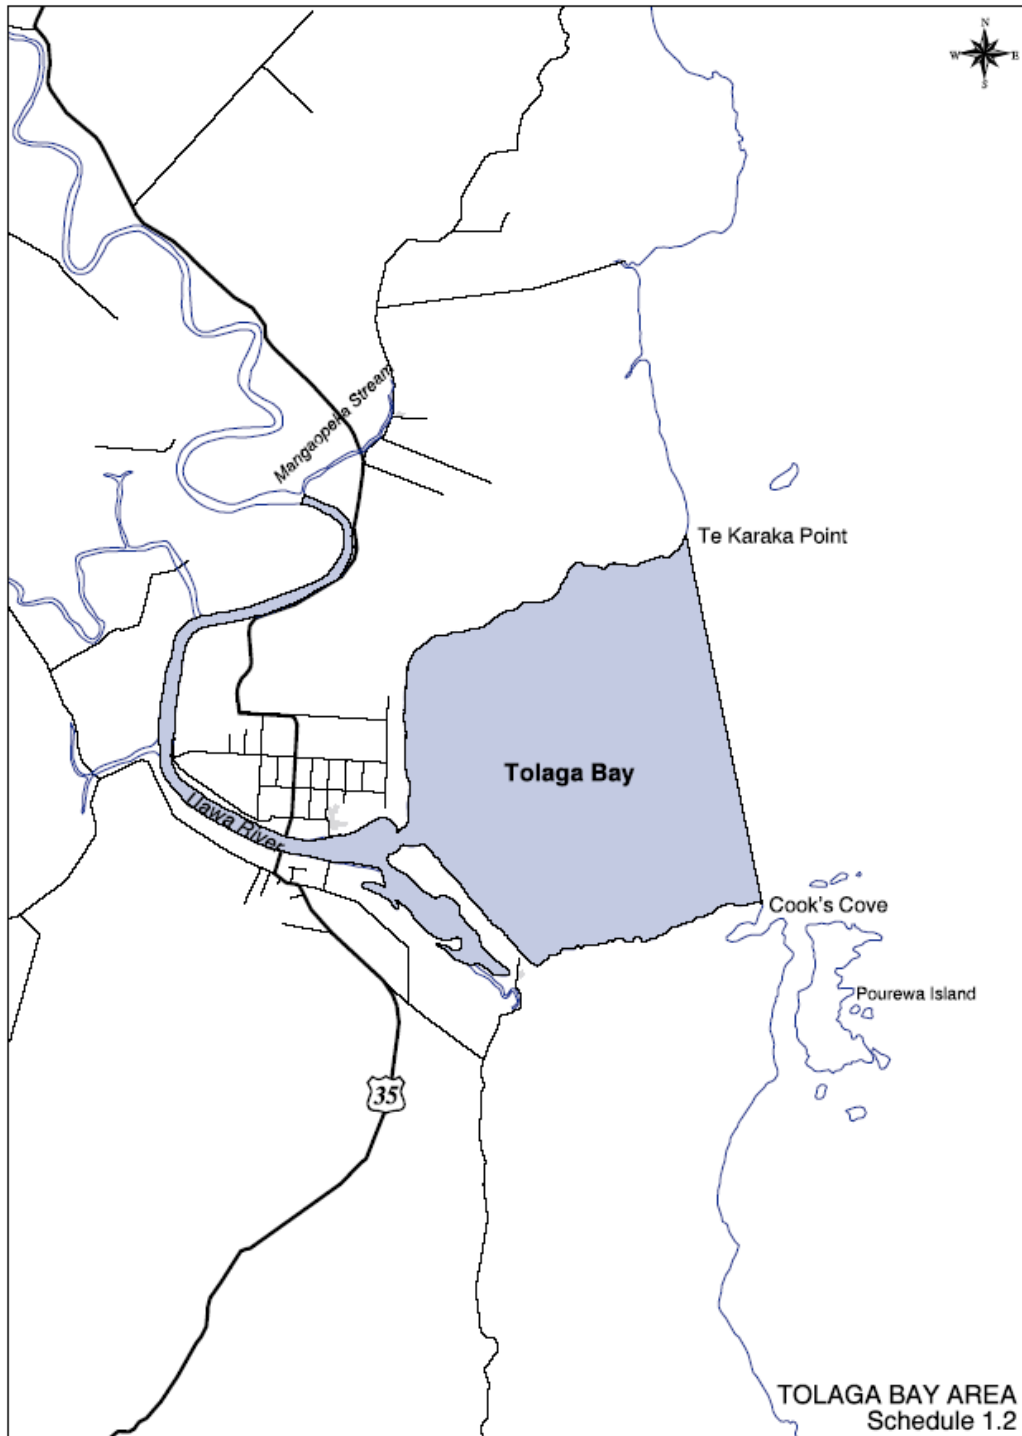 N
W E
S
Mangaopeka Stream
Te Karaka Point
Tolaga Bay
Uawa River
Cook's Cove
Pourewa Island
35
TOLAGA BAY AREA
Schedule 1.2